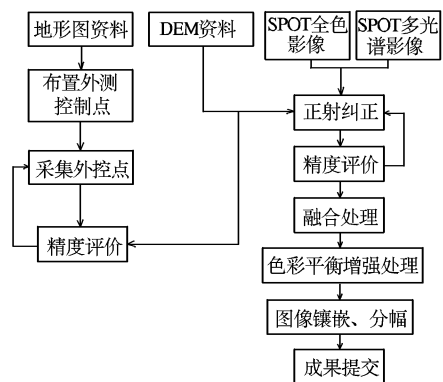 地形图资料
DEM资料
SPOT全色
影像
SPOT多光
谱影像
布置外测
控制点
正射纠正
采集外控点
精度评价
融合处理
精度评价
色彩平衡增强处理
图像镶嵌、分幅
成果提交